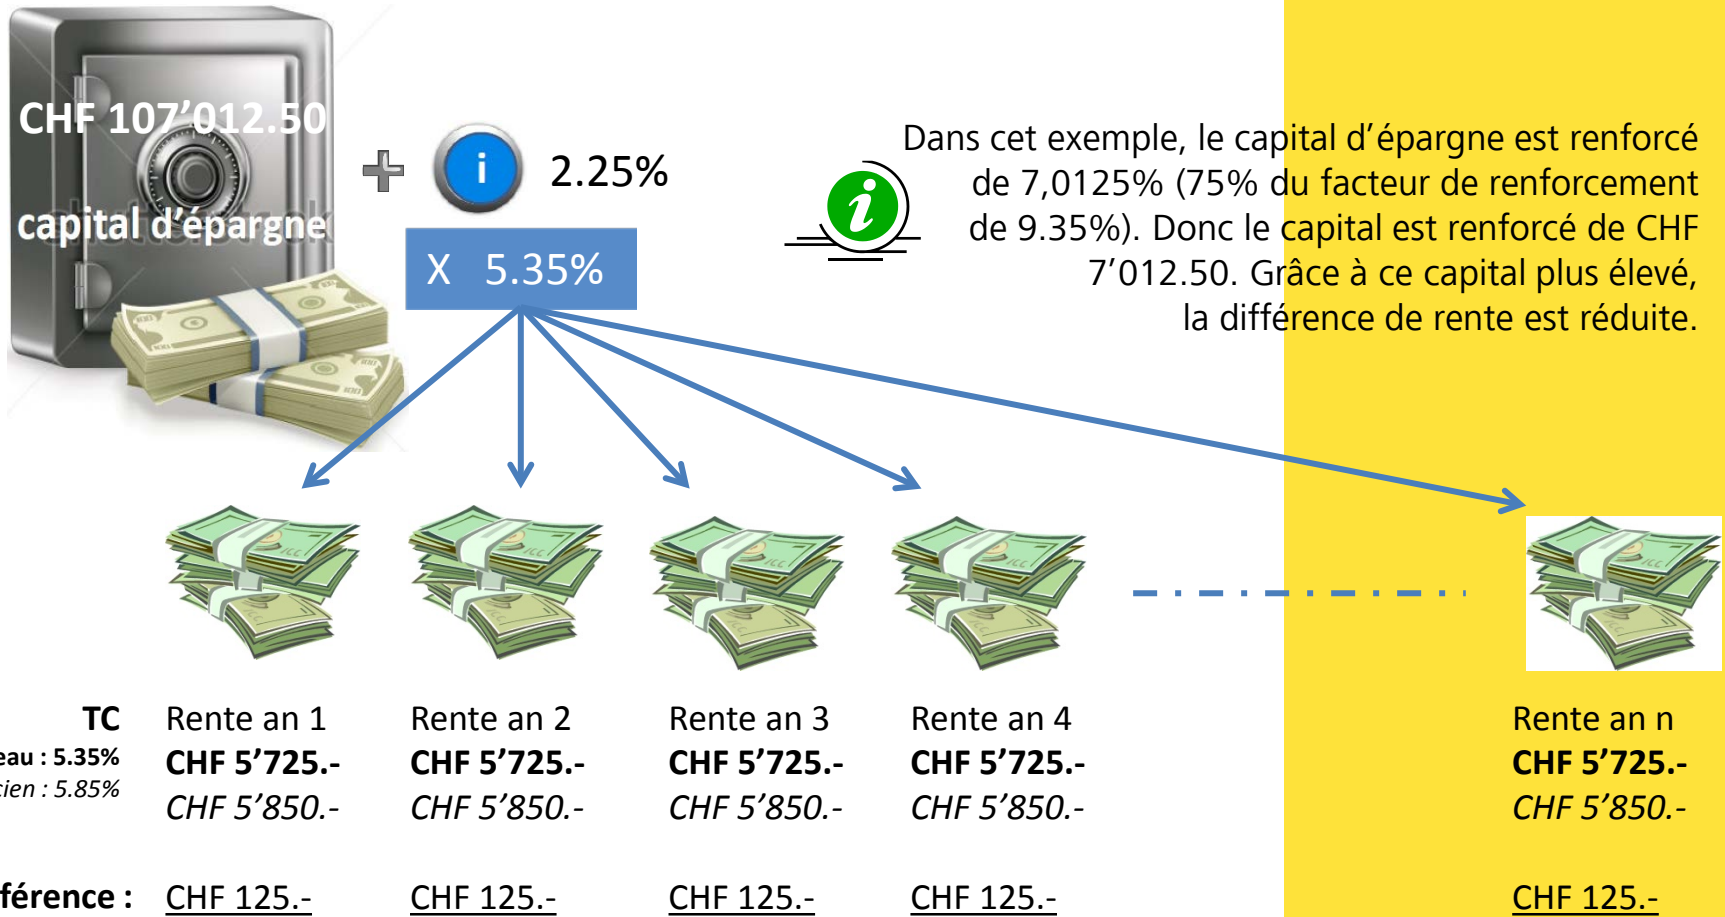 CHF 107’012.50
capital d’épargne
i 2.25%
X 5.35%
i
Dans cet exemple, le capital d’épargne est renforcé
de 7,0125% (75% du facteur de renforcement
de 9.35%). Donc le capital est renforcé de CHF
7’012.50. Grâce à ce capital plus élevé,
la différence de rente est réduite.
TC Rente an 1 Rente an 2 Rente an 3 Rente an 4 Rente an n
eau : 5.35% CHF 5’725.- CHF 5’725.- CHF 5’725.- CHF 5’725.- CHF 5’725.-
cien : 5.85% CHF 5’850.- CHF 5’850.- CHF 5’850.- CHF 5’850.- CHF 5’850.-
férence : CHF 125.- CHF 125.- CHF 125.- CHF 125.- CHF 125.-